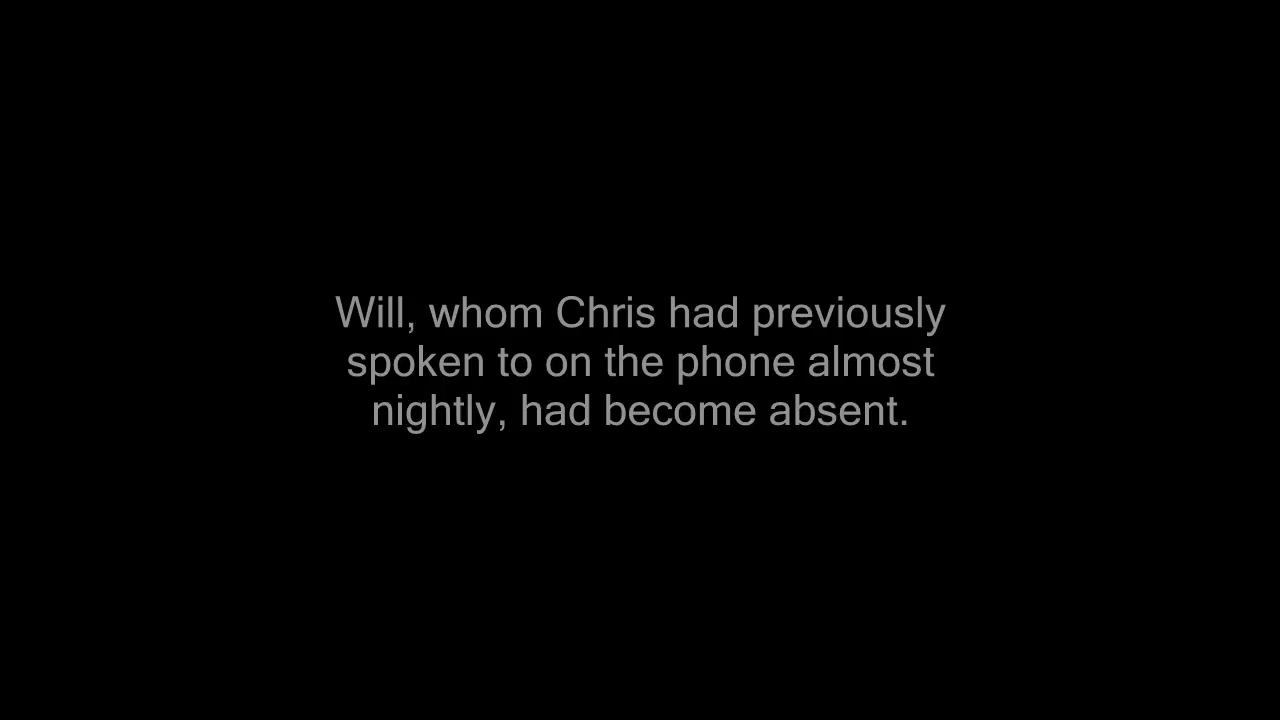 Will, whom Chris had previously
spoken to on the phone almost
nightly, had become absent.